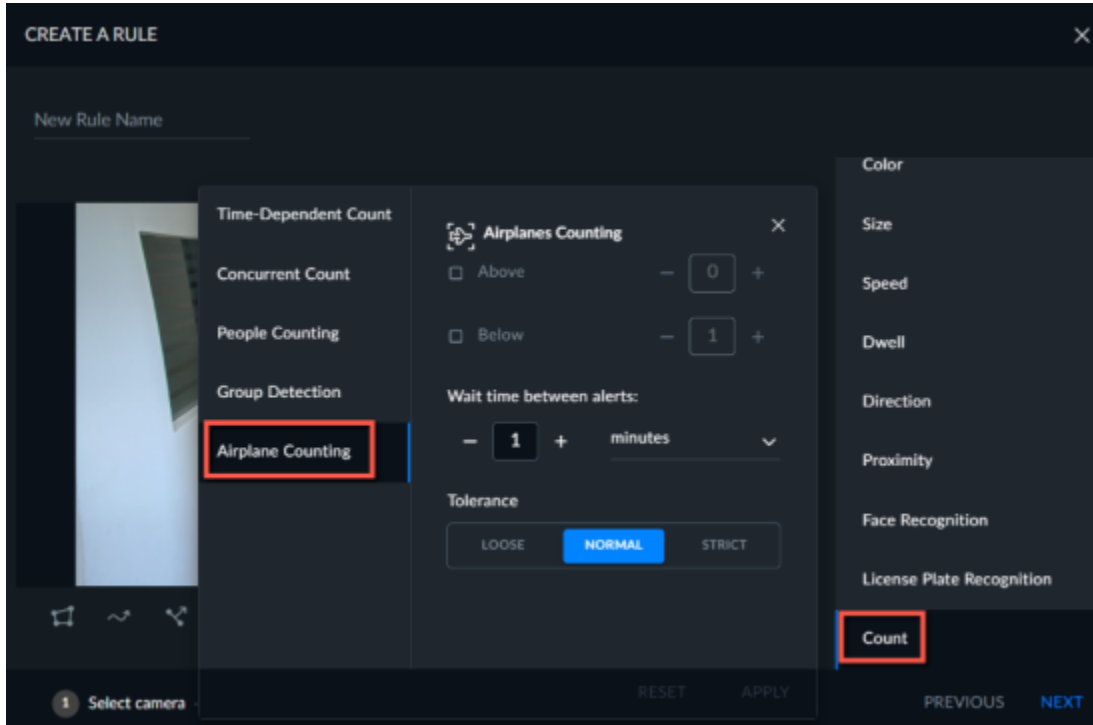 CREATE A RULE
New Rule Name
Time-Dependent Count
Concurrent Count
People Counting
Group Detection
Airplane Counting
Airplanes Counting
Above
0
Below
1
Wait time between alerts:
1
minutes
Tolerance
LOOSE
NORMAL
STRICT
RESET
APPLY
Color
Size
Speed
Dwell
Direction
Proximity
Face Recognition
License Plate Recognition
Count
1 Select camera
PREVIOUS
NEXT